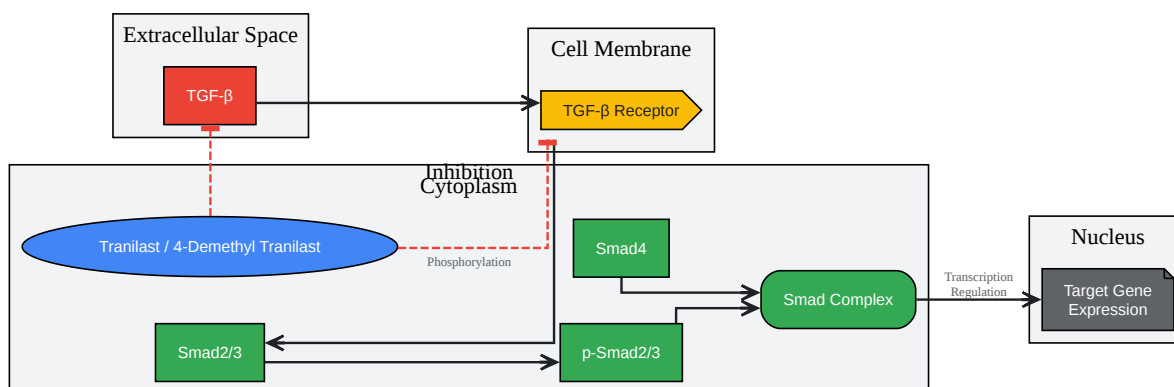 Extracellular Space
TGF-β
Cell Membrane
TGF-β Receptor
Inhibition
Cytoplasm
Tranilast / 4-Demethyl Tranilast
Phosphorylation
Smad4
Smad Complex
Transcription
Regulation
Nucleus
Target Gene
Expression
Smad2/3
p-Smad2/3